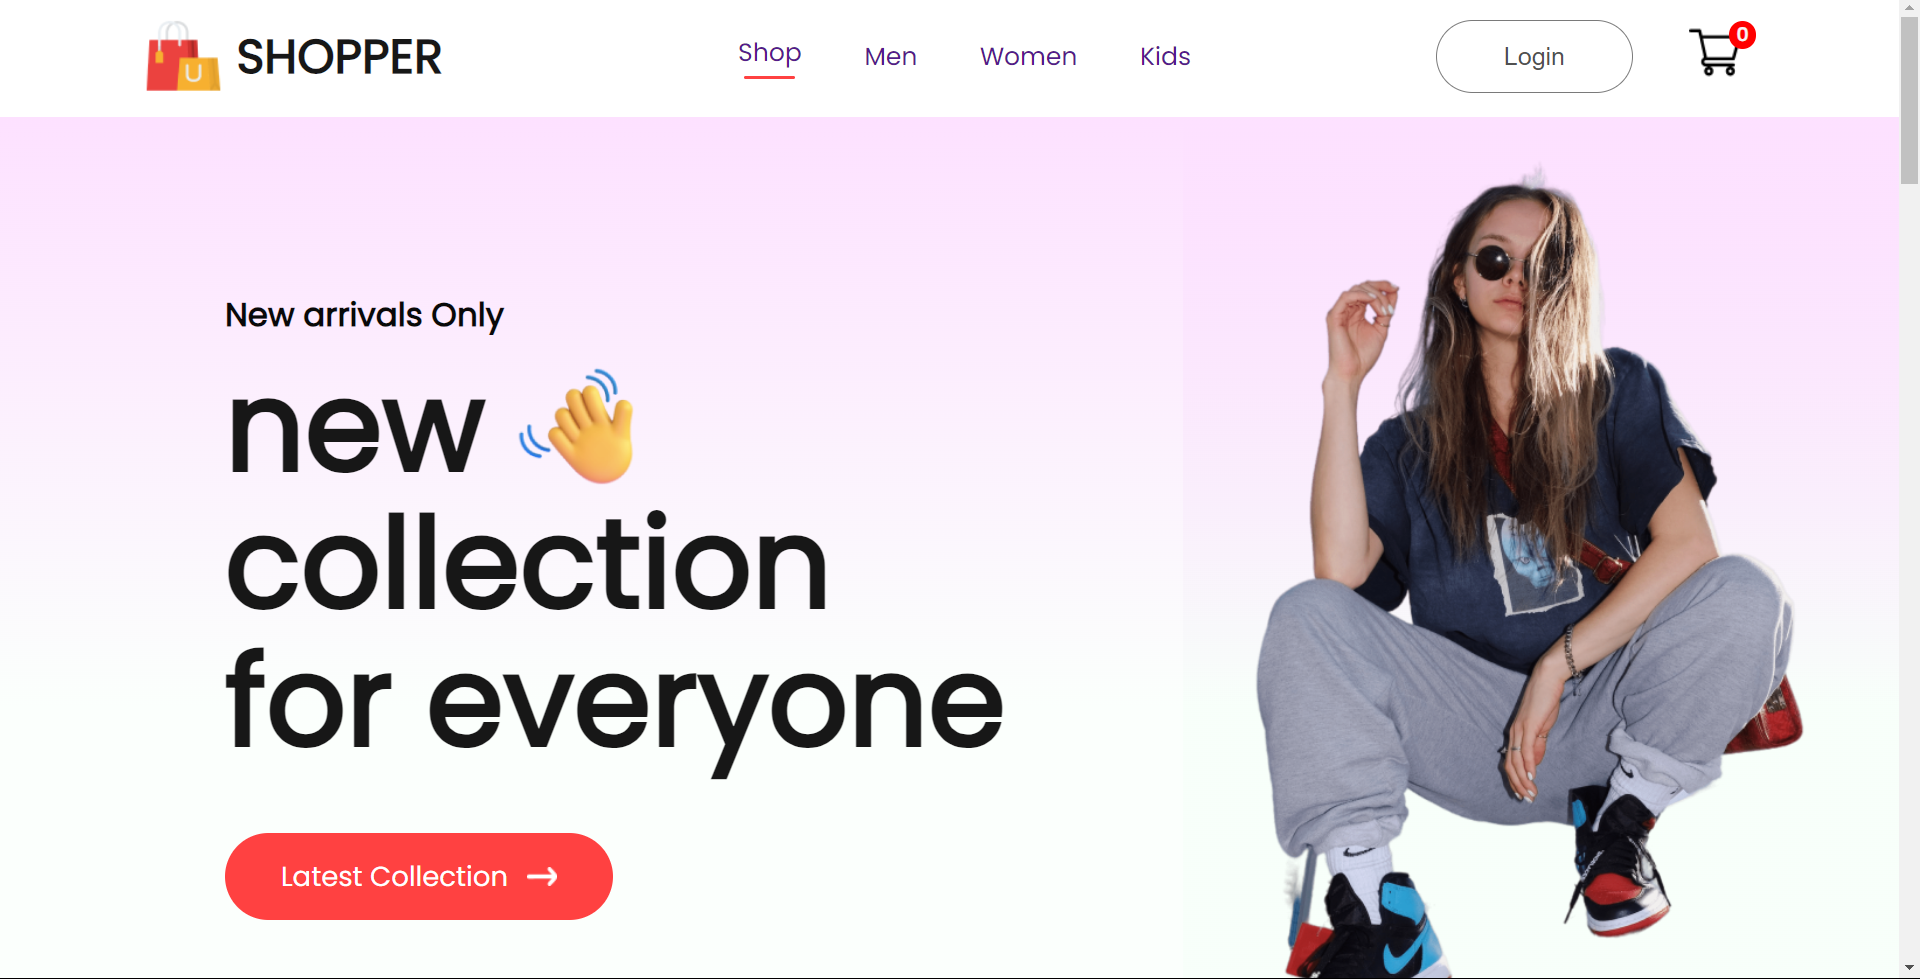 SHOPPER
Shop
Men
Women
Kids
Login
0
New arrivals Only
new
collection
for everyone
Latest Collection